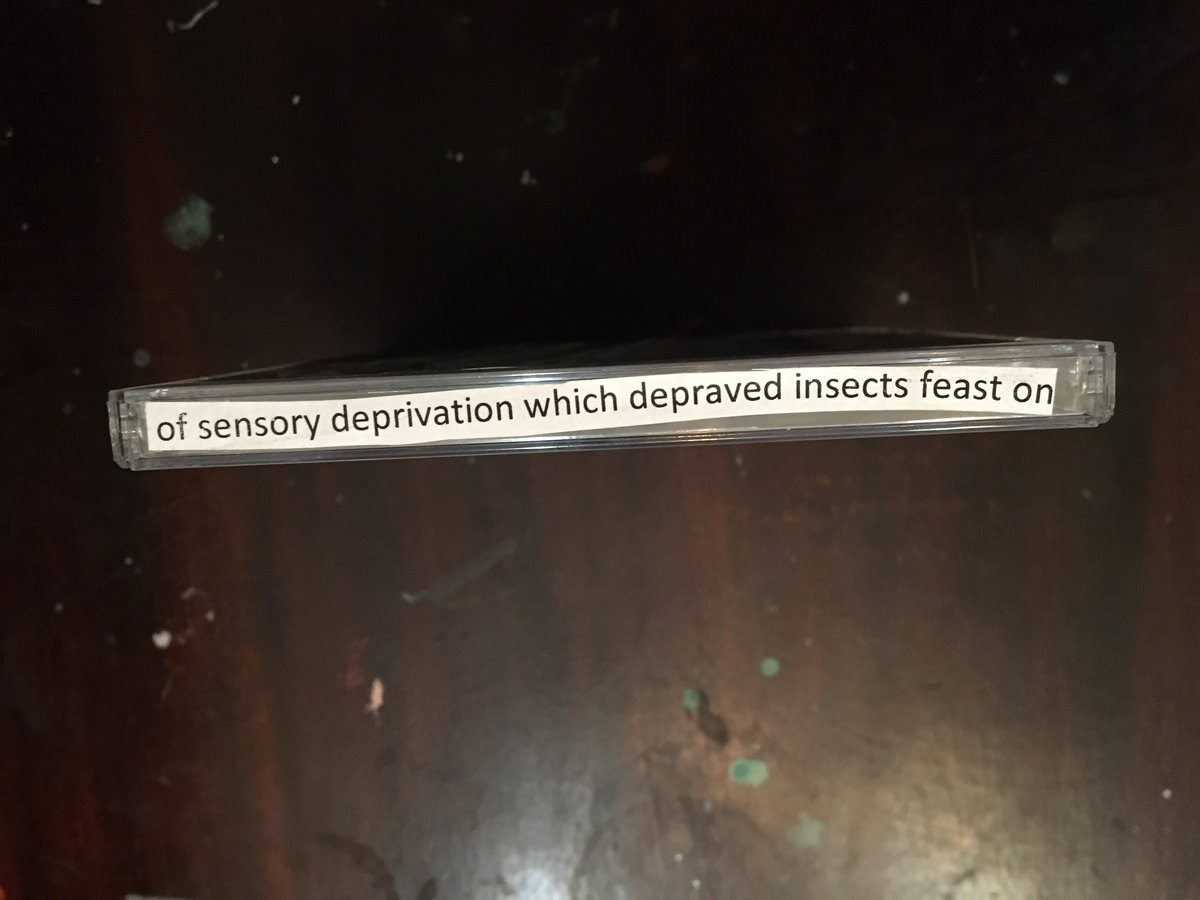 of sensory deprivation which depraved insects feast on